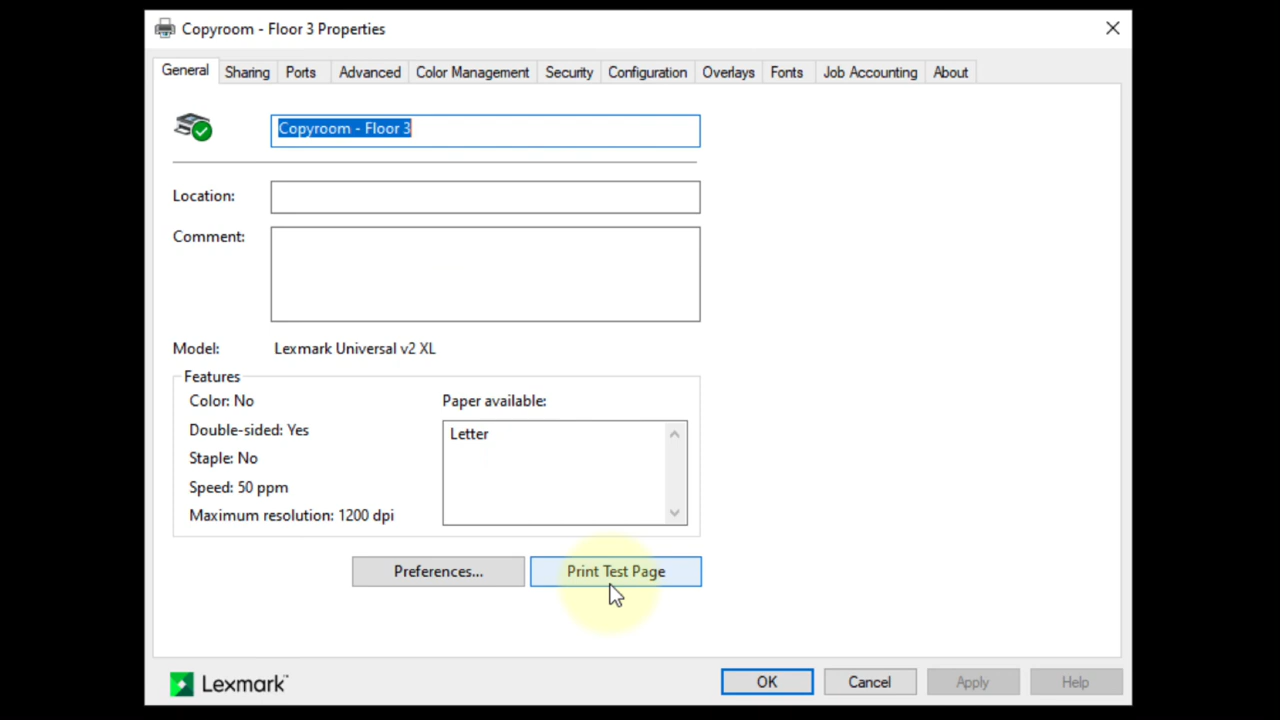 Copyroom - Floor 3 Properties
General Sharing Ports Advanced Color Management Security Configuration Overlays Fonts Job Accounting About
Copyroom - Floor 3
Location:
Comment:
Model: Lexmark Universal v2 XL
Features
Color: No
Double-sided: Yes
Staple: No
Speed: 50 ppm
Maximum resolution: 1200 dpi
Paper available:
Letter
Preferences... Print Test Page
Lexmark™
OK Cancel Apply Help